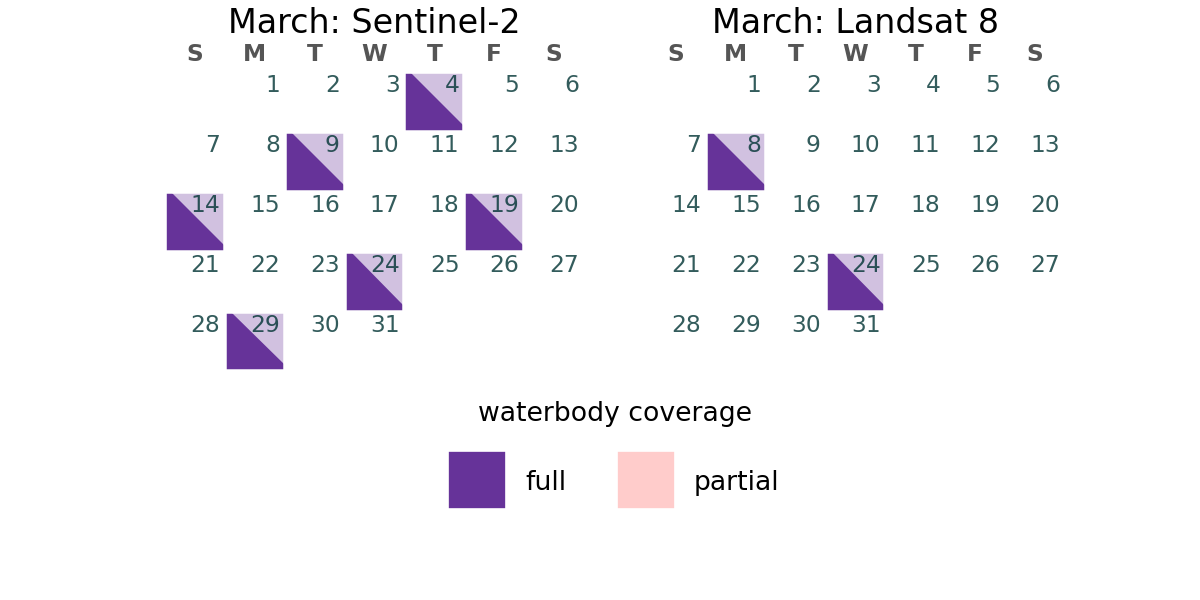 March: Sentinel-2
S M T W T F S
1 2 3 4 5 6
7 8 9 10 11 12 13
14 15 16 17 18 19 20
21 22 23 24 25 26 27
28 29 30 31
March: Landsat 8
S M T W T F S
1 2 3 4 5 6
7 8 9 10 11 12 13
14 15 16 17 18 19 20
21 22 23 24 25 26 27
28 29 30 31
waterbody coverage
full partial